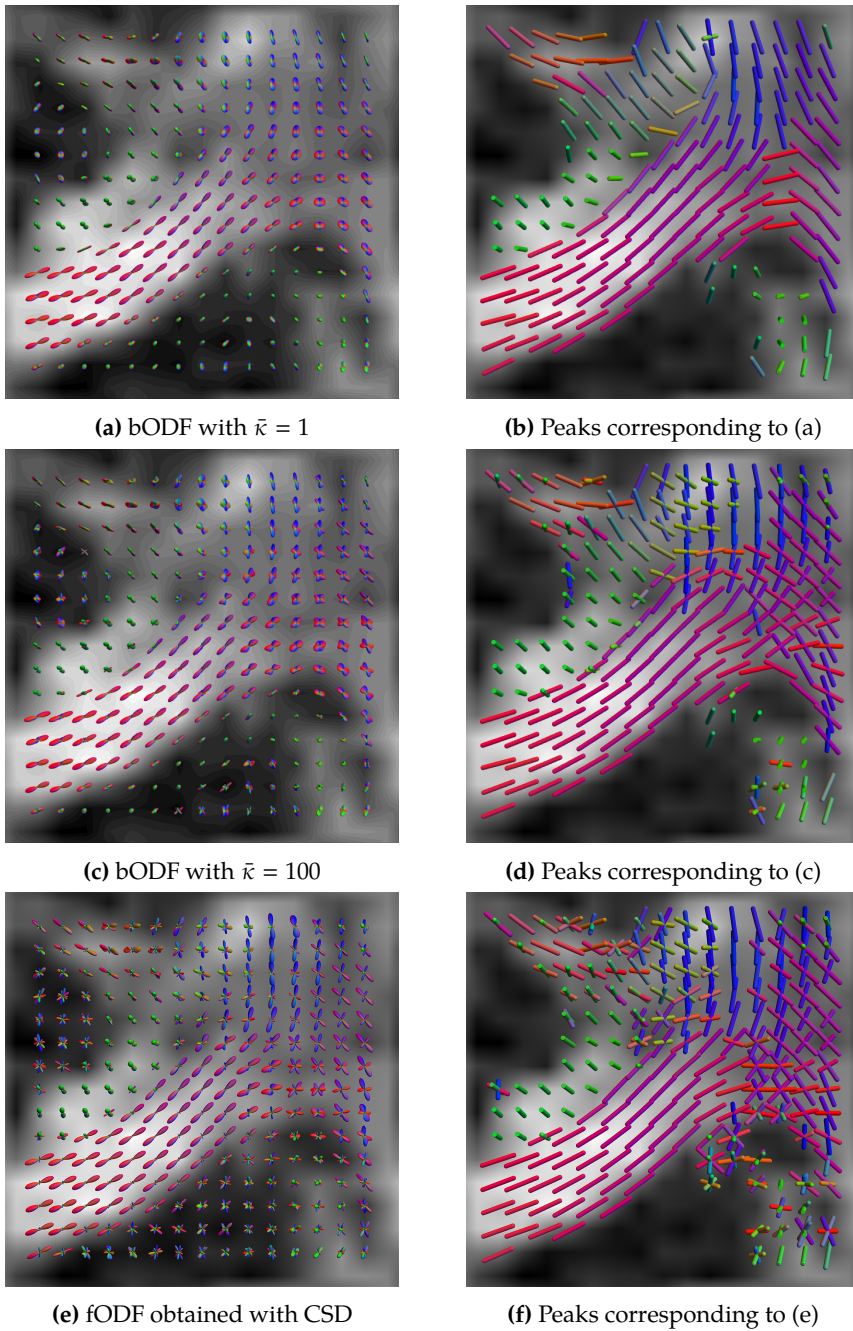 (a) bODF with κ̄ = 1
(b) Peaks corresponding to (a)
(c) bODF with κ̄ = 100
(d) Peaks corresponding to (c)
(e) fODF obtained with CSD
(f) Peaks corresponding to (e)